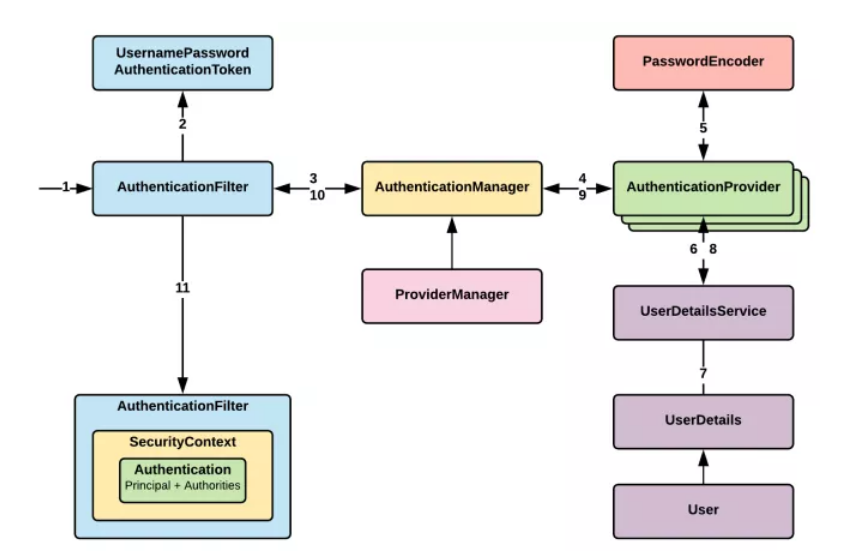 UsernamePassword
AuthenticationToken
PasswordEncoder
2
5
1
AuthenticationFilter
3
10
AuthenticationManager
4
9
AuthenticationProvider
6 8
11
ProviderManager
UserDetailsService
7
AuthenticationFilter
UserDetails
SecurityContext
Authentication
Principal + Authorities
User